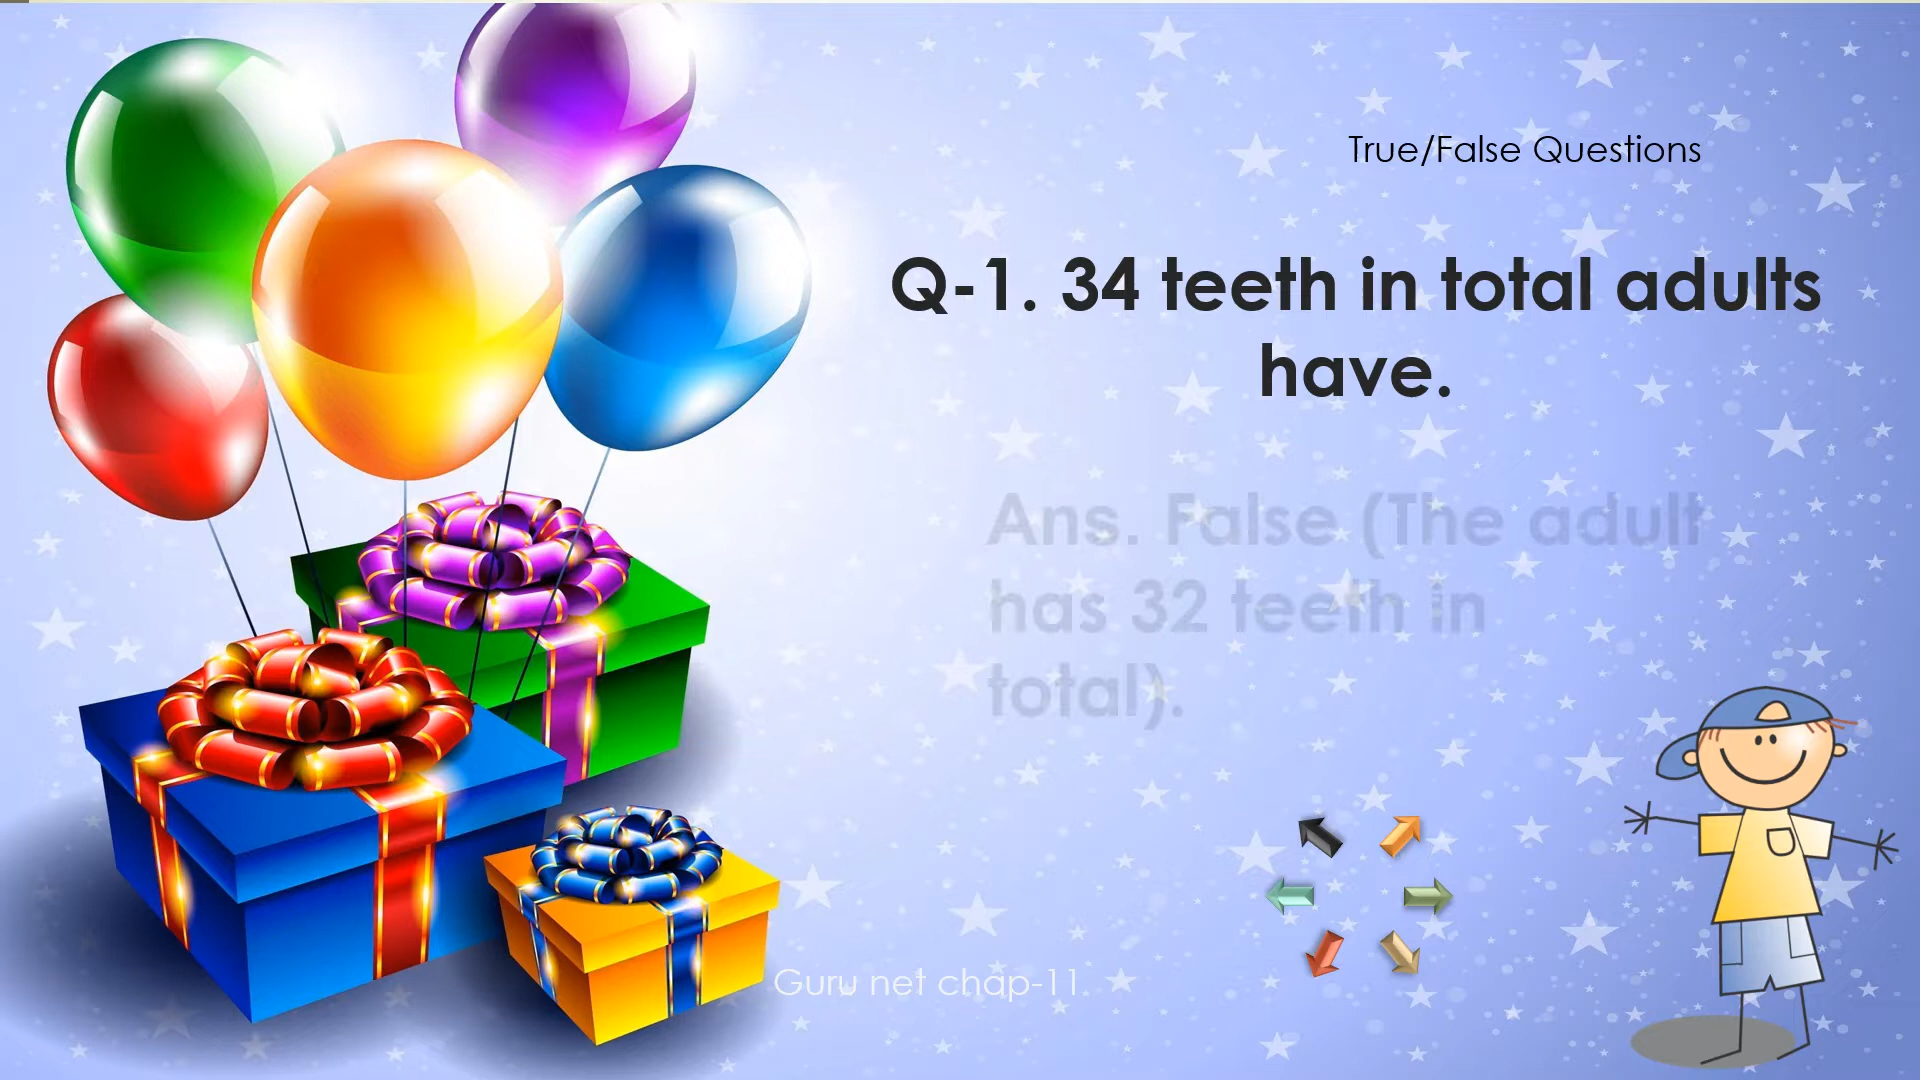 True/False Questions
Q-1. 34 teeth in total adults
have.
Ans. False (The adult
has 32 teeth in
total).
Guru net chap-11